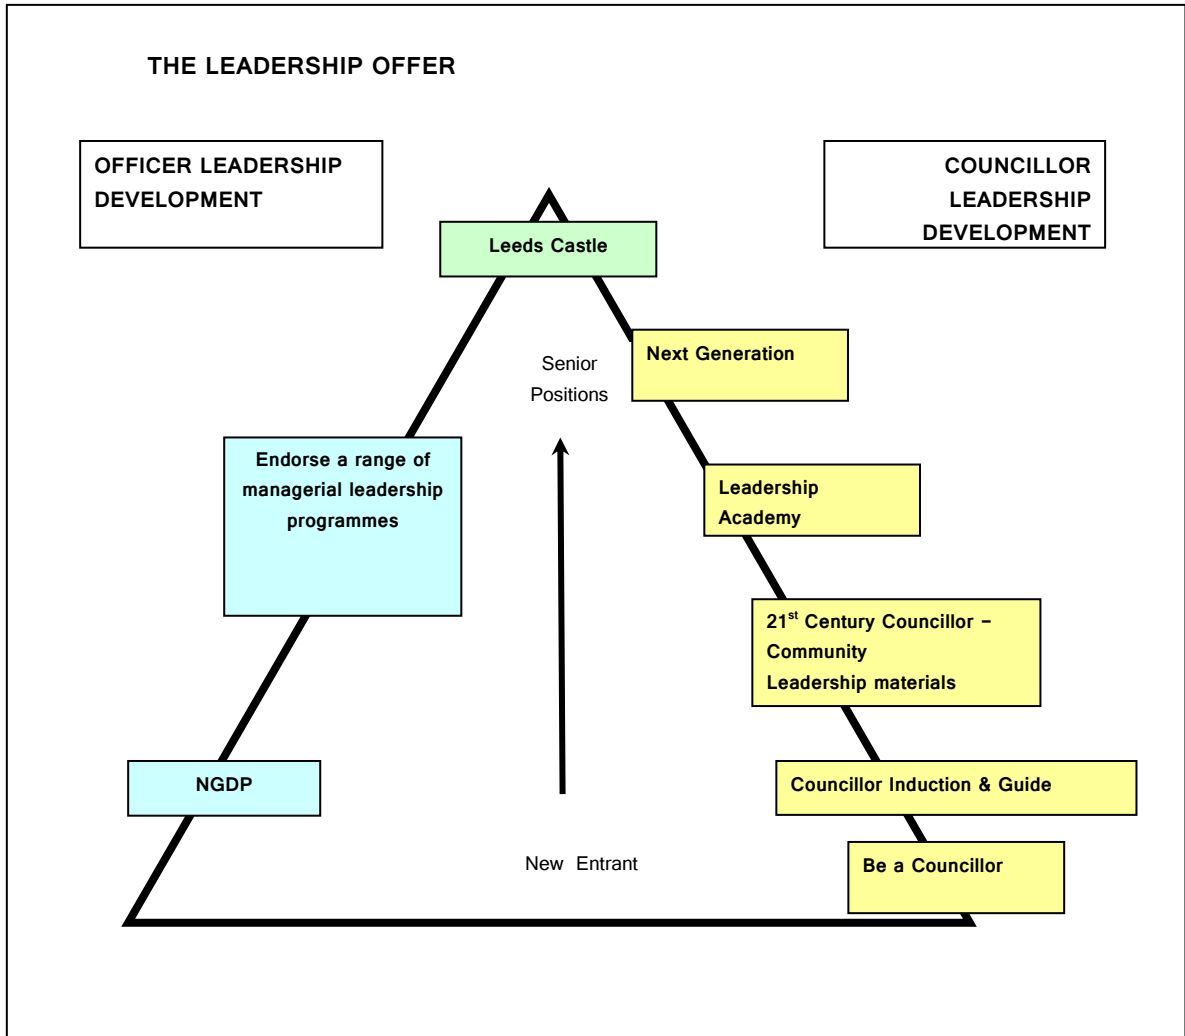 THE LEADERSHIP OFFER
OFFICER LEADERSHIP
DEVELOPMENT
COUNCILLOR
LEADERSHIP
DEVELOPMENT
Leeds Castle
Next Generation
Senior
Positions
Endorse a range of
managerial leadership
programmes
Leadership
Academy
21st Century Councillor –
Community
Leadership materials
NGDP
Councillor Induction & Guide
New Entrant
Be a Councillor